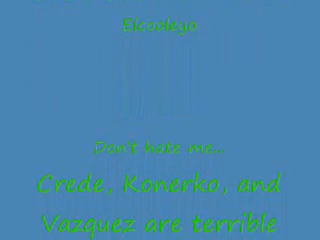 Elcoolego
Don't hate me...
Crede, Konerko, and
Vazquez are terrible